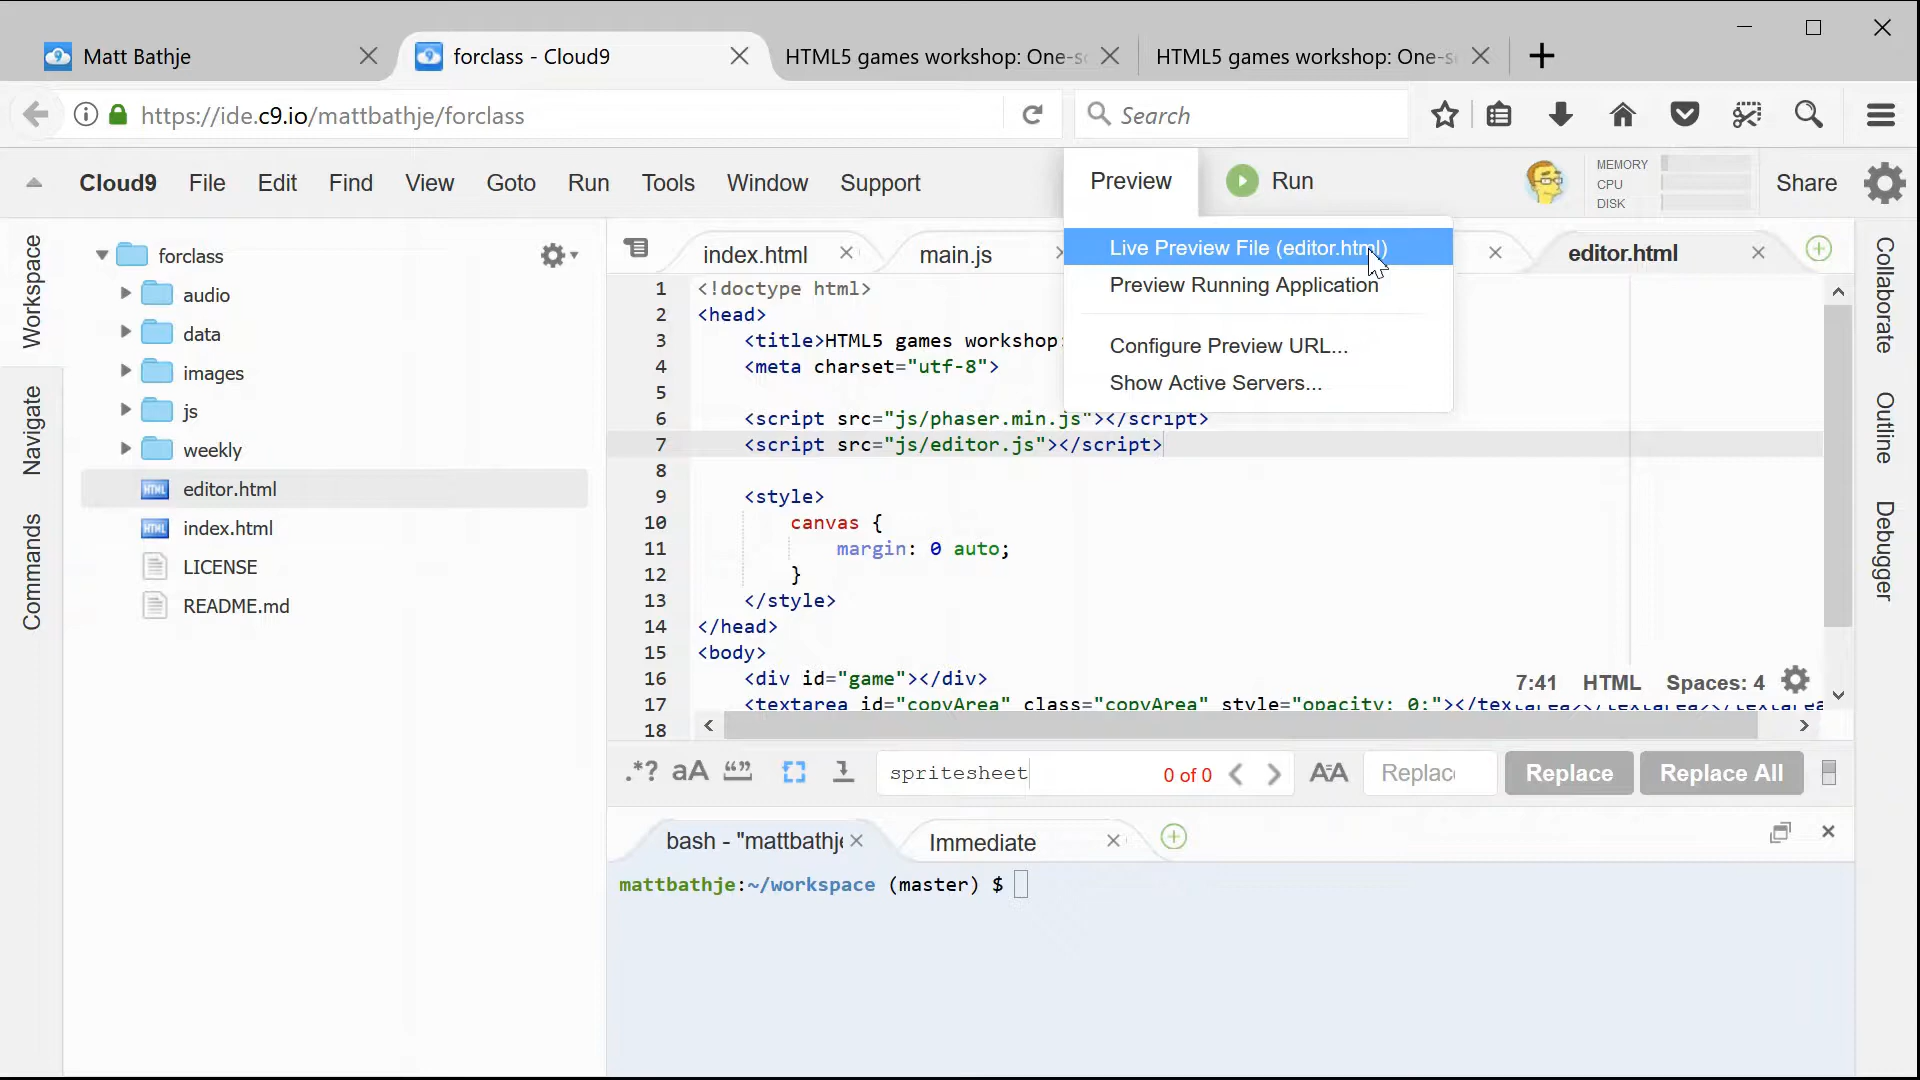 Matt Bathje
forclass - Cloud9
HTML5 games workshop: One-s
HTML5 games workshop: One-s
https://ide.c9.io/mattbathje/forclass
Search
Cloud9 File Edit Find View Goto Run Tools Window Support
Preview
Run
MEMORY
CPU
DISK
Share
Live Preview File (editor.html)
Preview Running Application
Configure Preview URL...
Show Active Servers...
Workspace
Navigate
Commands
forclass
audio
data
images
js
weekly
editor.html
index.html
LICENSE
README.md
index.html
main.js
editor.html
1 <!doctype html>
2 <head>
3 <title>HTML5 games workshop:
4 <meta charset="utf-8">
5
6 <script src="js/phaser.min.js"></script>
7 <script src="js/editor.js"></script>
8
9 <style>
10 canvas {
11 margin: 0 auto;
12 }
13 </style>
14 </head>
15 <body>
16 <div id="game"></div>
17 <textarea id="copyArea" class="copyArea" style="opacity: 0;"></textarea></textarea></textarea
18
7:41 HTML Spaces: 4
Collaborate
Outline
Debugger
.*? aA “” spritesheet 0 of 0 AA Replac Replace Replace All
bash - "mattbathje
Immediate
mattbathje:~/workspace (master) $